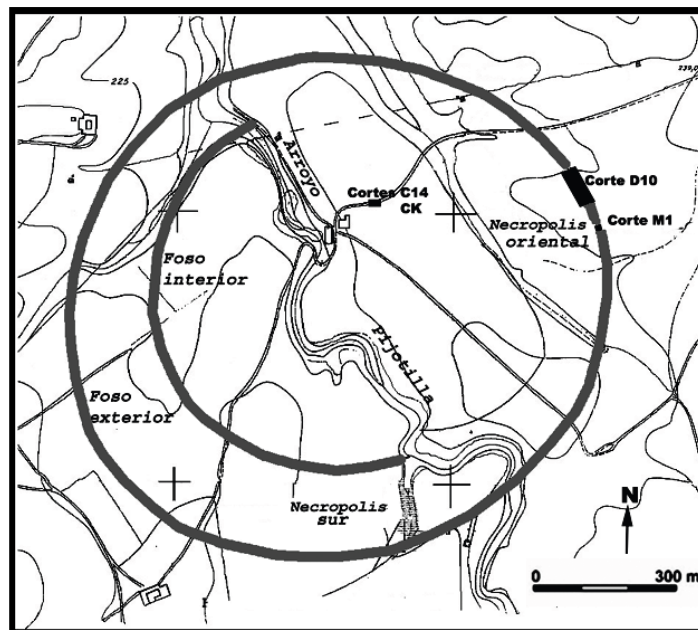 225
239,0
Arroyo
Cortes C14
CK
Corte D10
Corte M1
Necropolis
oriental
Foso
interior
Pijotilla
Foso
exterior
Necropolis
sur
N
0 300 m